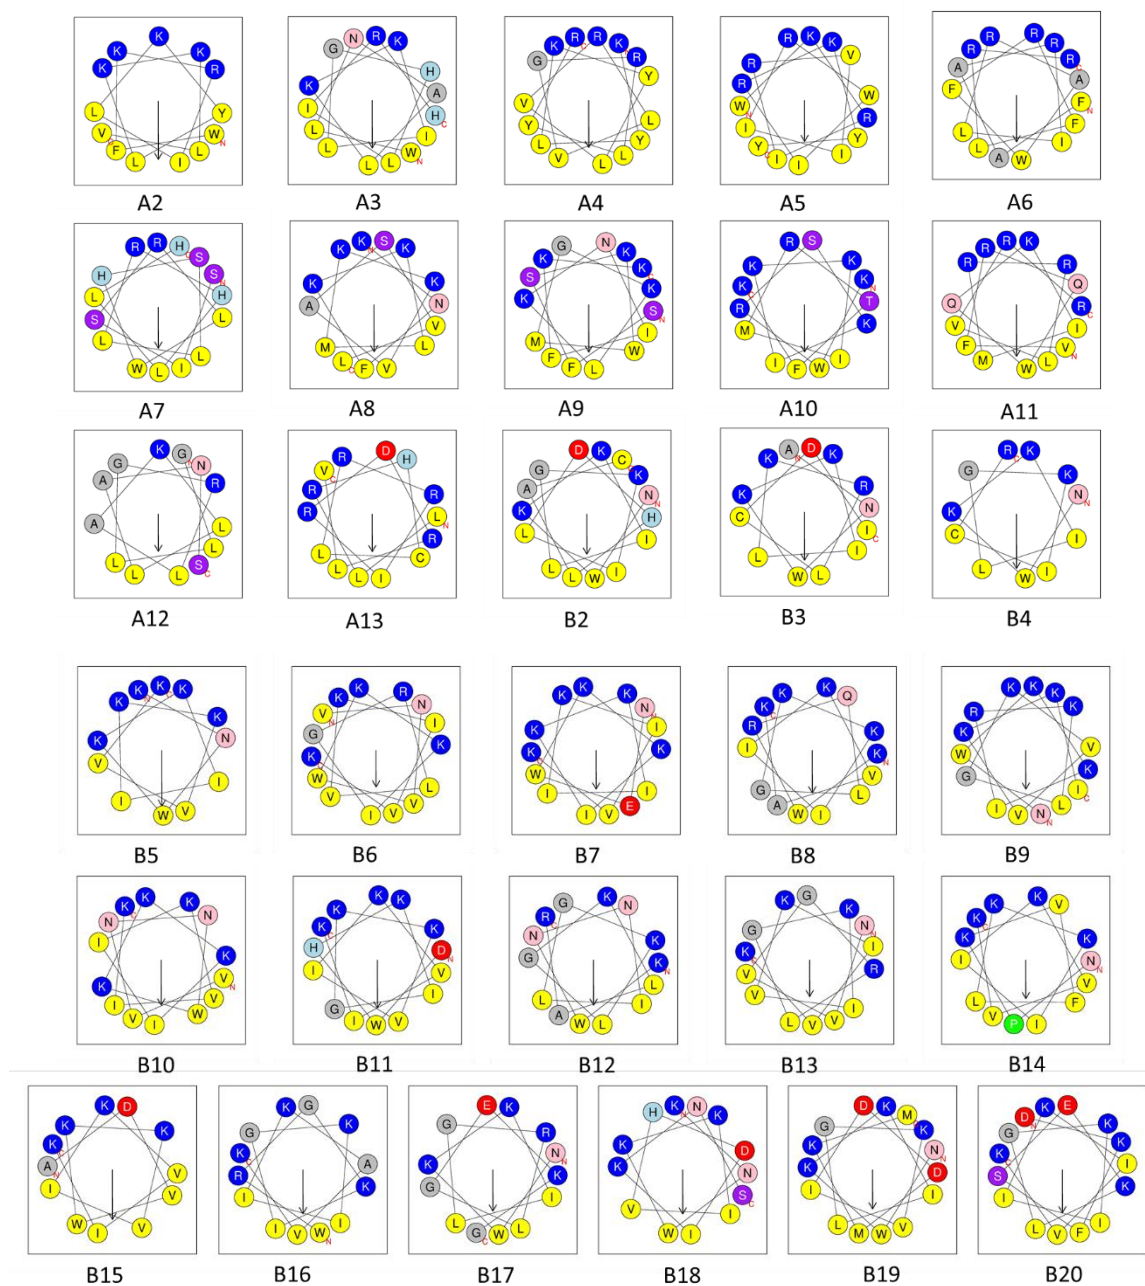 K K R Y W N L I L F N V L K K
A2
G N R K H A H C I W N L L L L I K
A3
G K R C R K R Y L Y L L V L Y V
A4
R K K V W R Y I I I Y C I W N R R
A5
R R R R R C A F N F I W A L L F A
A6
R R H C S S N H L L I L W L S L H
A7
K K N S K K N V L V F L C M A K
A8
K G N K K C K S N I W L F F M K S
A9
R S K K N T K I W F I M R K C K
A10
R R R K R Q R C I V N L W M F V Q
A11
K G N R L L S C L L L L A A G
A12
V C R D H R L N R C I L L L R R
A13
G D K C K N N H I I W L L L K A
B2
K A N D K R N I C I L W L C K
B3
G R C K K N N I I W L C K
B4
K K N K C K K N I V W I V K
B5
V N K K R N I K L V V I V W K C G
B6
K K K N N I K I E V I I W K C K
B7
R K C K K Q K K N V L I W A G I
B8
R K K K K V K I C L N N V I G W K
B9
N K C K K N K V N V W I V I K I
B10
K K K K K D N V I V W I G I H K C
B11
N R G K N K K N L I L W A L G
B12
G K G K N N I R I I V V L V V K C
B13
K K K C K V K N N V F I P V L I
B14
K K K D K V V V I W I A N K C
B15
G K G K A K I W N V I I R K C
B16
G E K R N N K I L W G C L G K
B17
H K N N K D N S C I I W V K K
B18
G D K M C K N N D I V W M L I K K
B19
G D N K E K K I K I F V L I S K C
B20